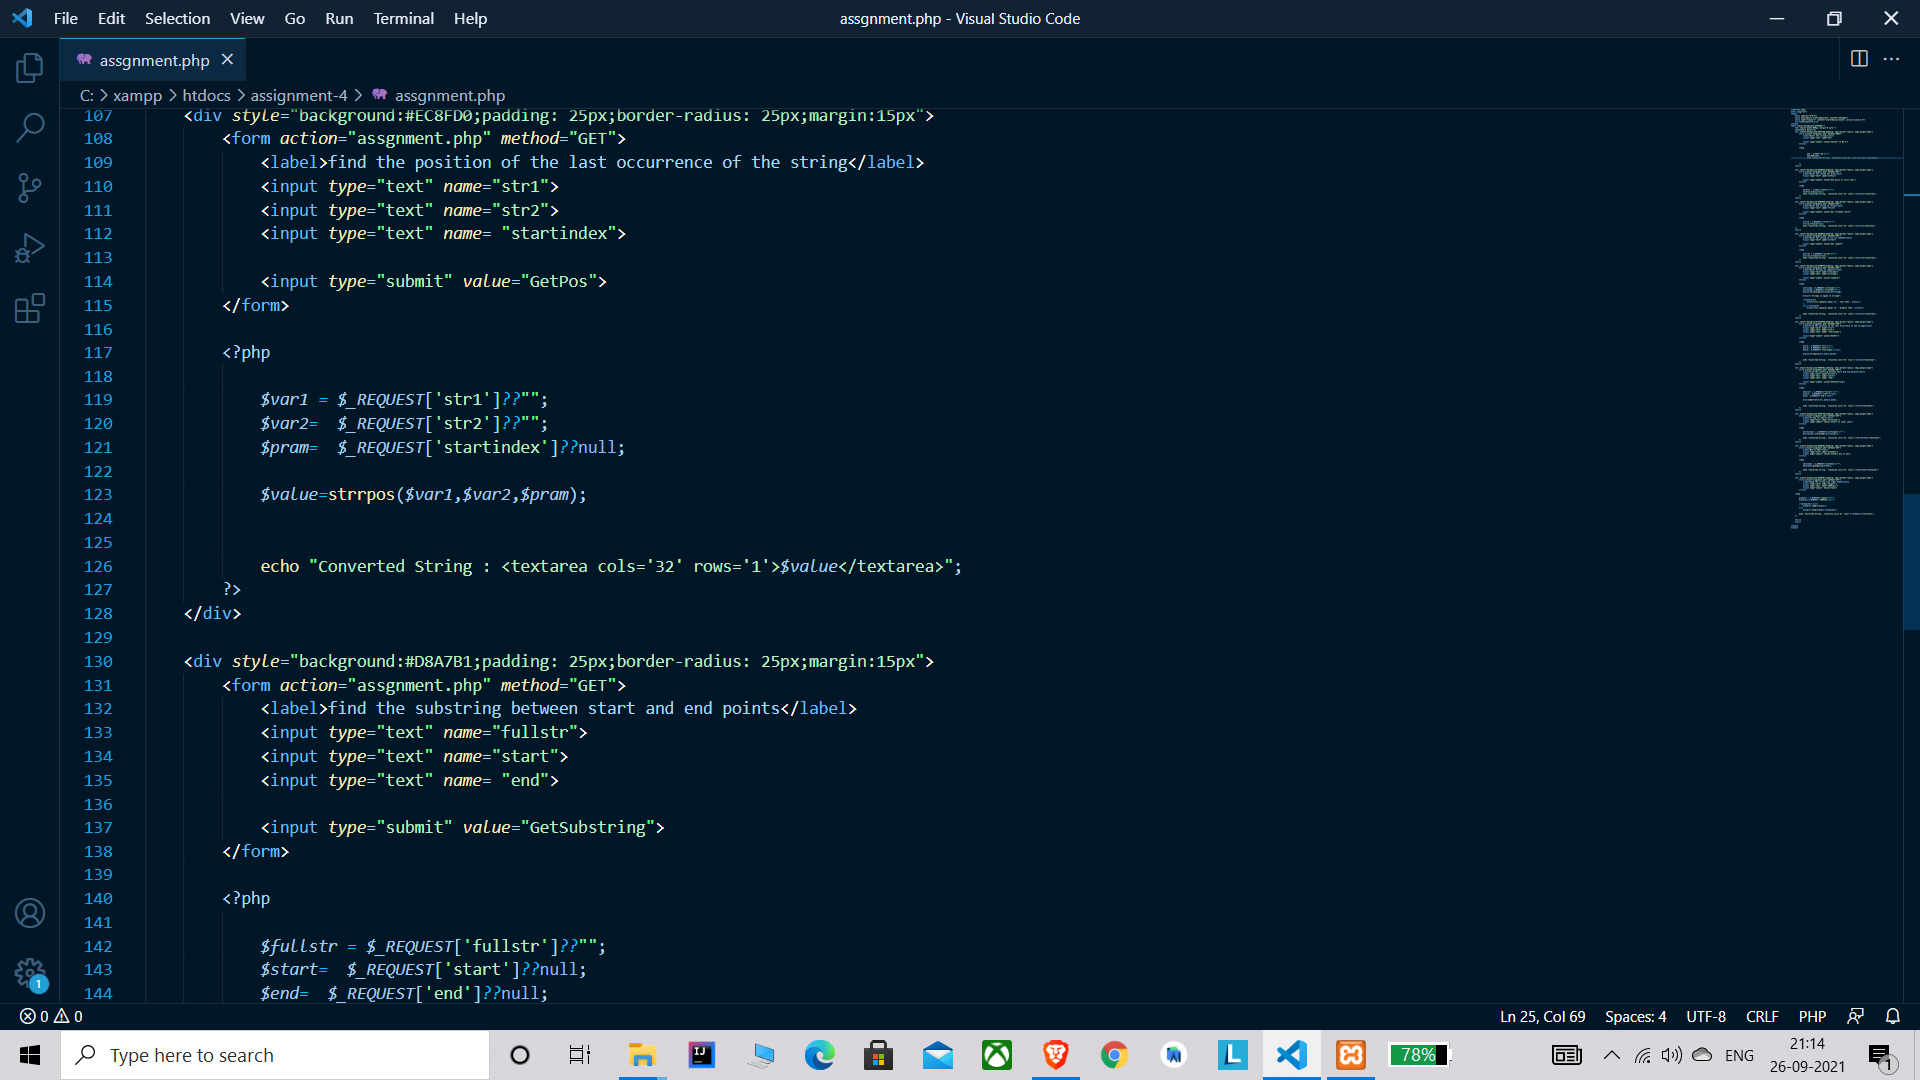 File Edit Selection View Go Run Terminal Help
assgnment.php - Visual Studio Code
assgnment.php
C: > xampp > htdocs > assignment-4 > assgnment.php
107 <div style="background:#EC8FD0;padding: 25px;border-radius: 25px;margin:15px">
108 <form action="assgnment.php" method="GET">
109 <label>find the position of the last occurrence of the string</label>
110 <input type="text" name="str1">
111 <input type="text" name="str2">
112 <input type="text" name= "startindex">
113
114 <input type="submit" value="GetPos">
115 </form>
116
117 <?php
118
119 $var1 = $_REQUEST['str1']??"";
120 $var2= $_REQUEST['str2']??"";
121 $pram= $_REQUEST['startindex']??null;
122
123 $value=strrpos($var1,$var2,$pram);
124
125
126 echo "Converted String : <textarea cols='32' rows='1'>$value</textarea>";
127 ?>
128 </div>
129
130 <div style="background:#D8A7B1;padding: 25px;border-radius: 25px;margin:15px">
131 <form action="assgnment.php" method="GET">
132 <label>find the substring between start and end points</label>
133 <input type="text" name="fullstr">
134 <input type="text" name="start">
135 <input type="text" name= "end">
136
137 <input type="submit" value="GetSubstring">
138 </form>
139
140 <?php
141
142 $fullstr = $_REQUEST['fullstr']??"";
143 $start= $_REQUEST['start']??null;
144 $end= $_REQUEST['end']??null;
1
0 0 Ln 25, Col 69 Spaces: 4 UTF-8 CRLF PHP
Type here to search
IJ
L
78%
ENG
21:14
26-09-2021
1